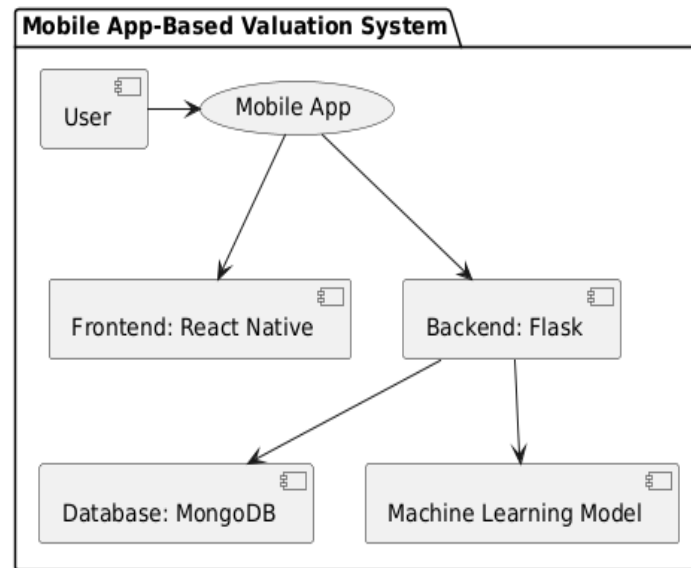 Mobile App-Based Valuation System
User
Mobile App
Frontend: React Native
Backend: Flask
Database: MongoDB
Machine Learning Model